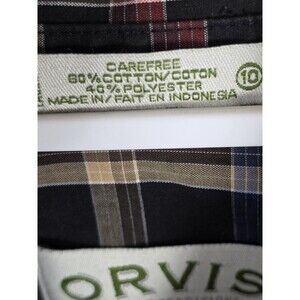 CAREFREE
60% COTTON/COTON
40% POLYESTER
MADE IN/FAIT EN INDONESIA
10
ORVIS